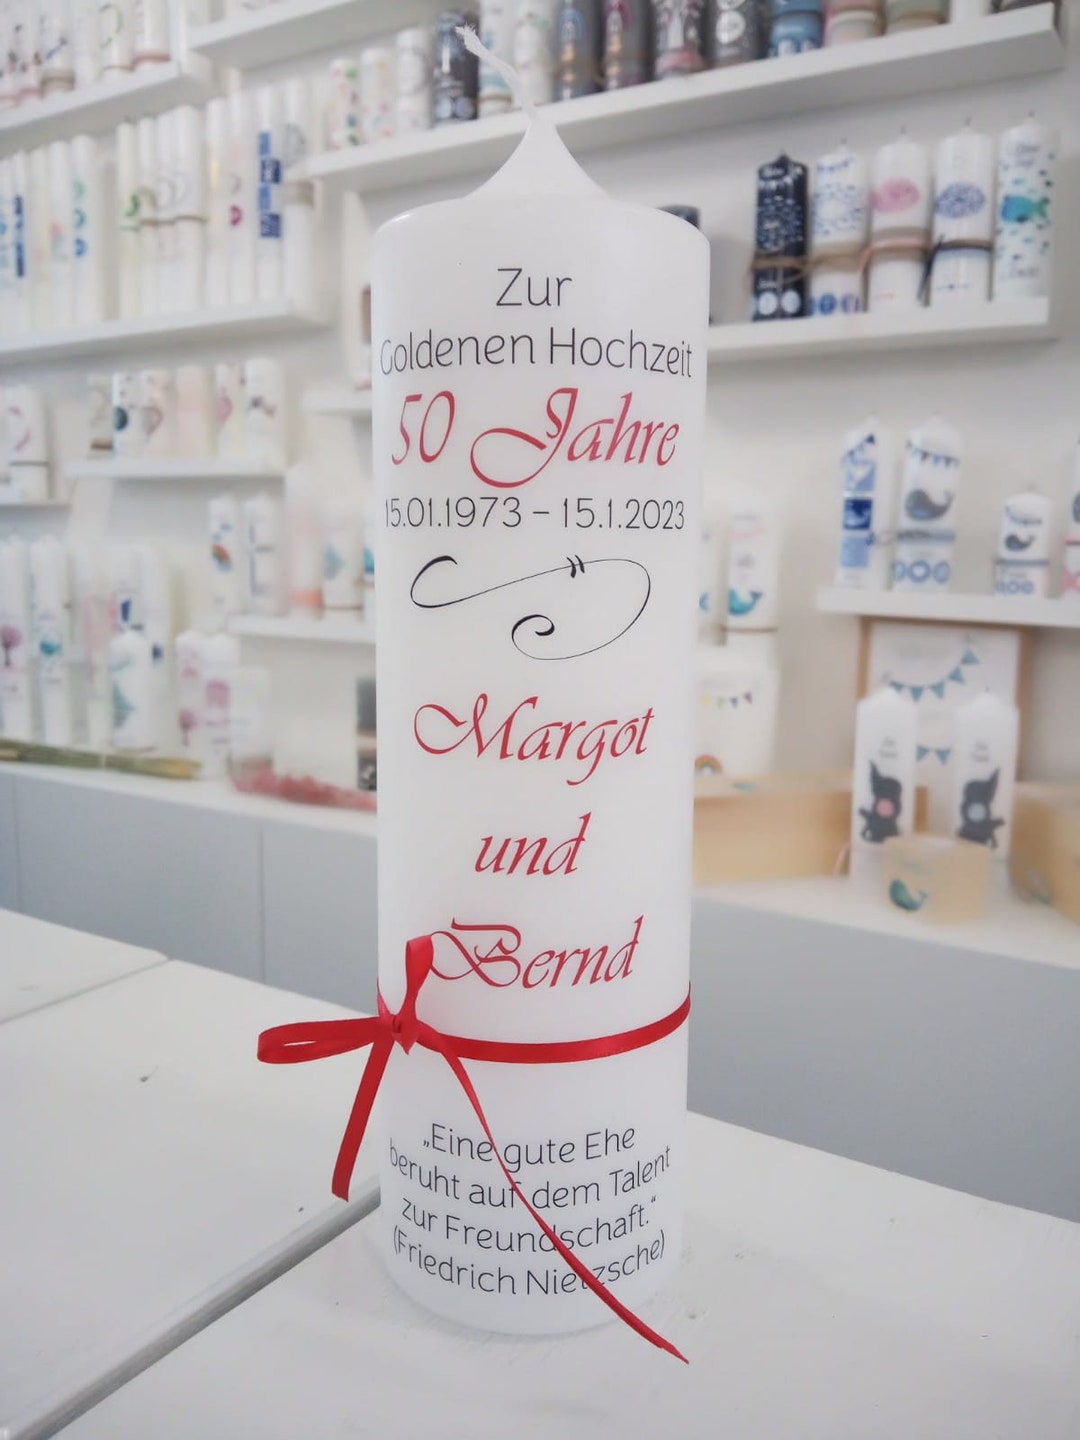 Zur
Goldenen Hochzeit
50 Jahre
15.01.1973 – 15.1.2023
Margot
und
Bernd
„Eine gute Ehe
beruht auf dem Talent
zur Freundschaft.“
(Friedrich Nietzsche)